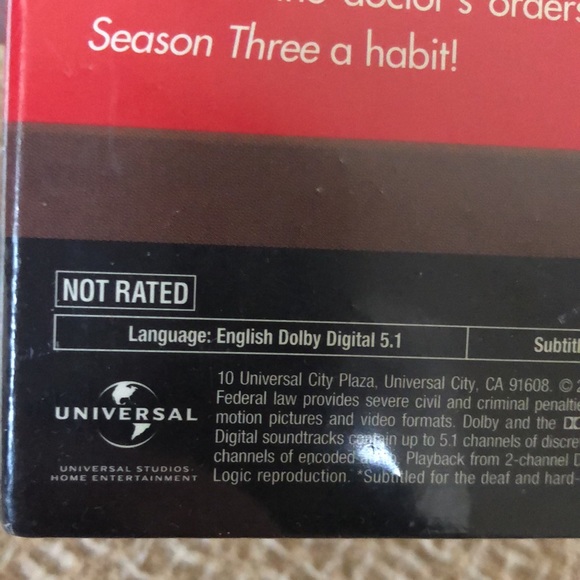 doctor's orders
Season Three a habit!
NOT RATED
Language: English Dolby Digital 5.1
10 Universal City Plaza, Universal City, CA 91608. ©
Federal law provides severe civil and criminal
motion pictures and video formats. Dolby and the
Digital soundtracks contain up to 5.1 channels of
channels of encoded Playback from 2-channel
Logic reproduction. *Subtitled for the deaf and hard-
UNIVERSAL
UNIVERSAL STUDIOS
HOME ENTERTAINMENT